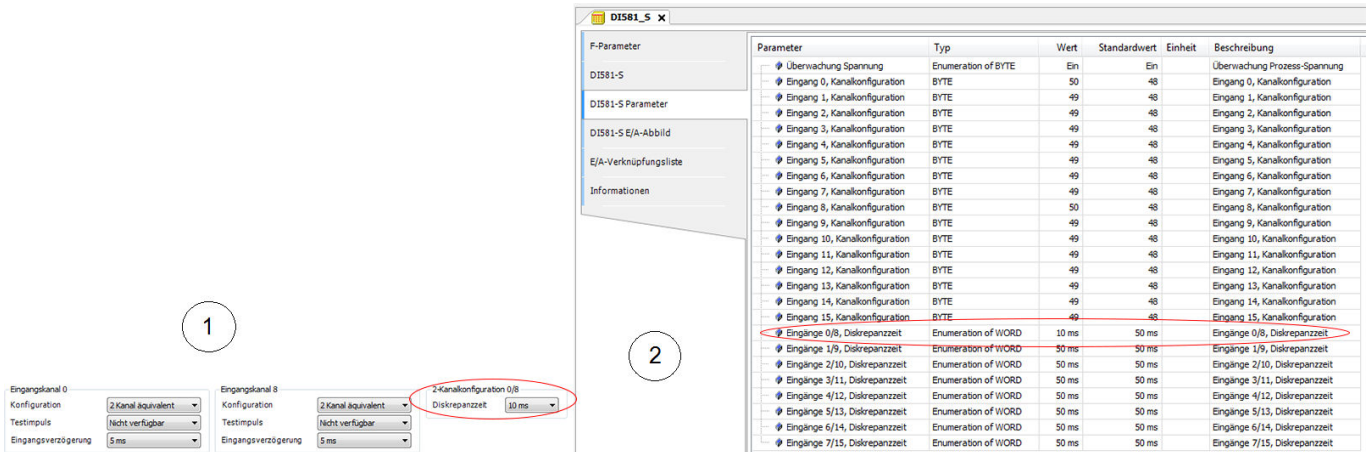 1
Eingangskanal 0
Konfiguration 2 Kanal äquivalent
Testimpuls Nicht verfügbar
Eingangsverzögerung 5 ms
Eingangskanal 8
Konfiguration 2 Kanal äquivalent
Testimpuls Nicht verfügbar
Eingangsverzögerung 5 ms
2-Kanalkonfiguration 0/8
Diskrepanzzeit 10 ms
2
DI581_S x
F-Parameter
DI581-S
DI581-S Parameter
DI581-S E/A-Abbild
E/A-Verknüpfungsliste
Informationen
Parameter Typ Wert Standardwert Einheit Beschreibung
Überwachung Spannung Enumeration of BYTE Ein Ein Überwachung Prozess-Spannung
Eingang 0, Kanalkonfiguration BYTE 50 48 Eingang 0, Kanalkonfiguration
Eingang 1, Kanalkonfiguration BYTE 49 48 Eingang 1, Kanalkonfiguration
Eingang 2, Kanalkonfiguration BYTE 49 48 Eingang 2, Kanalkonfiguration
Eingang 3, Kanalkonfiguration BYTE 49 48 Eingang 3, Kanalkonfiguration
Eingang 4, Kanalkonfiguration BYTE 49 48 Eingang 4, Kanalkonfiguration
Eingang 5, Kanalkonfiguration BYTE 49 48 Eingang 5, Kanalkonfiguration
Eingang 6, Kanalkonfiguration BYTE 49 48 Eingang 6, Kanalkonfiguration
Eingang 7, Kanalkonfiguration BYTE 49 48 Eingang 7, Kanalkonfiguration
Eingang 8, Kanalkonfiguration BYTE 50 48 Eingang 8, Kanalkonfiguration
Eingang 9, Kanalkonfiguration BYTE 49 48 Eingang 9, Kanalkonfiguration
Eingang 10, Kanalkonfiguration BYTE 49 48 Eingang 10, Kanalkonfiguration
Eingang 11, Kanalkonfiguration BYTE 49 48 Eingang 11, Kanalkonfiguration
Eingang 12, Kanalkonfiguration BYTE 49 48 Eingang 12, Kanalkonfiguration
Eingang 13, Kanalkonfiguration BYTE 49 48 Eingang 13, Kanalkonfiguration
Eingang 14, Kanalkonfiguration BYTE 49 48 Eingang 14, Kanalkonfiguration
Eingang 15, Kanalkonfiguration BYTE 49 48 Eingang 15, Kanalkonfiguration
Eingänge 0/8, Diskrepanzzeit Enumeration of WORD 10 ms 50 ms Eingänge 0/8, Diskrepanzzeit
Eingänge 1/9, Diskrepanzzeit Enumeration of WORD 50 ms 50 ms Eingänge 1/9, Diskrepanzzeit
Eingänge 2/10, Diskrepanzzeit Enumeration of WORD 50 ms 50 ms Eingänge 2/10, Diskrepanzzeit
Eingänge 3/11, Diskrepanzzeit Enumeration of WORD 50 ms 50 ms Eingänge 3/11, Diskrepanzzeit
Eingänge 4/12, Diskrepanzzeit Enumeration of WORD 50 ms 50 ms Eingänge 4/12, Diskrepanzzeit
Eingänge 5/13, Diskrepanzzeit Enumeration of WORD 50 ms 50 ms Eingänge 5/13, Diskrepanzzeit
Eingänge 6/14, Diskrepanzzeit Enumeration of WORD 50 ms 50 ms Eingänge 6/14, Diskrepanzzeit
Eingänge 7/15, Diskrepanzzeit Enumeration of WORD 50 ms 50 ms Eingänge 7/15, Diskrepanzzeit